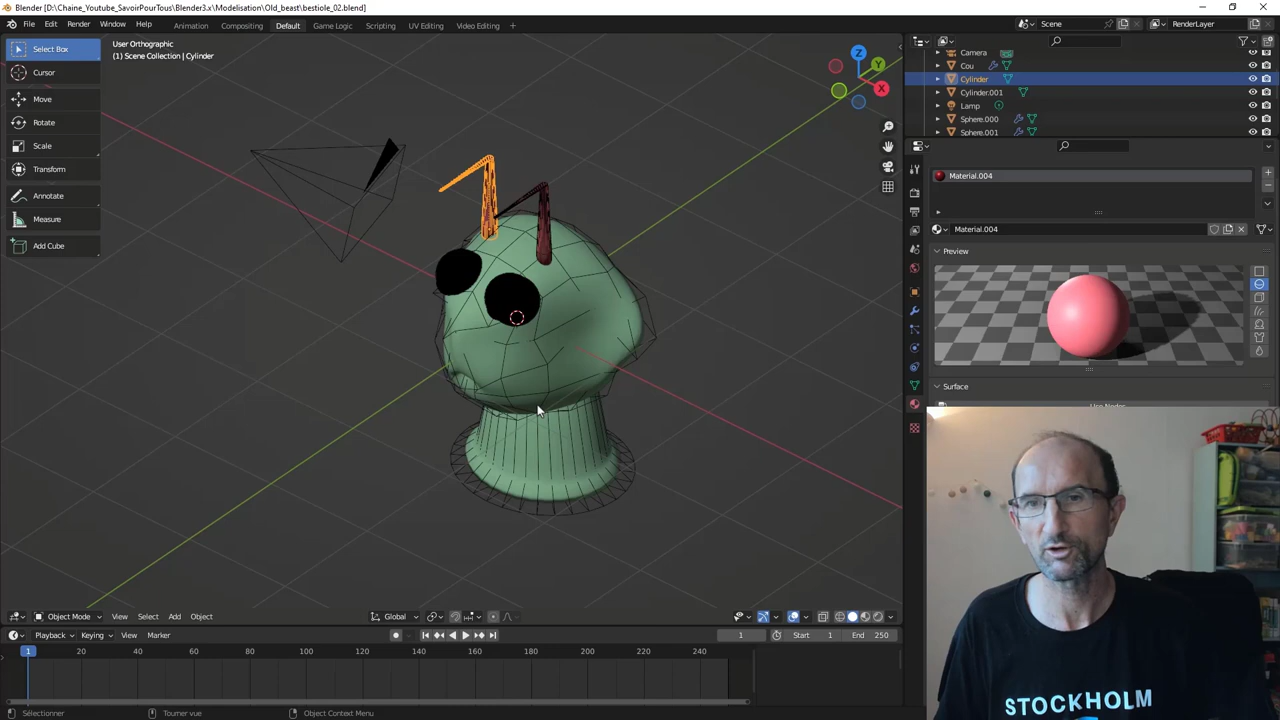 Blender [D:\Chaine_Youtube_SavoirPourTous\Blender3.x\Modelisation\Old_beast\bestiole_02.blend]
File Edit Render Window Help Animation Compositing Default Game Logic Scripting UV Editing Video Editing Scene RenderLayer
Select Box
Cursor
Move
Rotate
Scale
Transform
Annotate
Measure
Add Cube
User Orthographic
(1) Scene Collection | Cylinder
Z
Y
X
Camera
Cou
Cylinder
Cylinder.001
Lamp
Sphere.000
Sphere.001
Material.004
Material.004
Preview
Surface
Object Mode View Select Add Object Global
Playback Keying View Marker 1 Start 1 End 250
1 20 40 60 80 100 120 140 160 180 200 220 240
Sélectionner Tourner vue Object Context Menu
STOCKHOLM